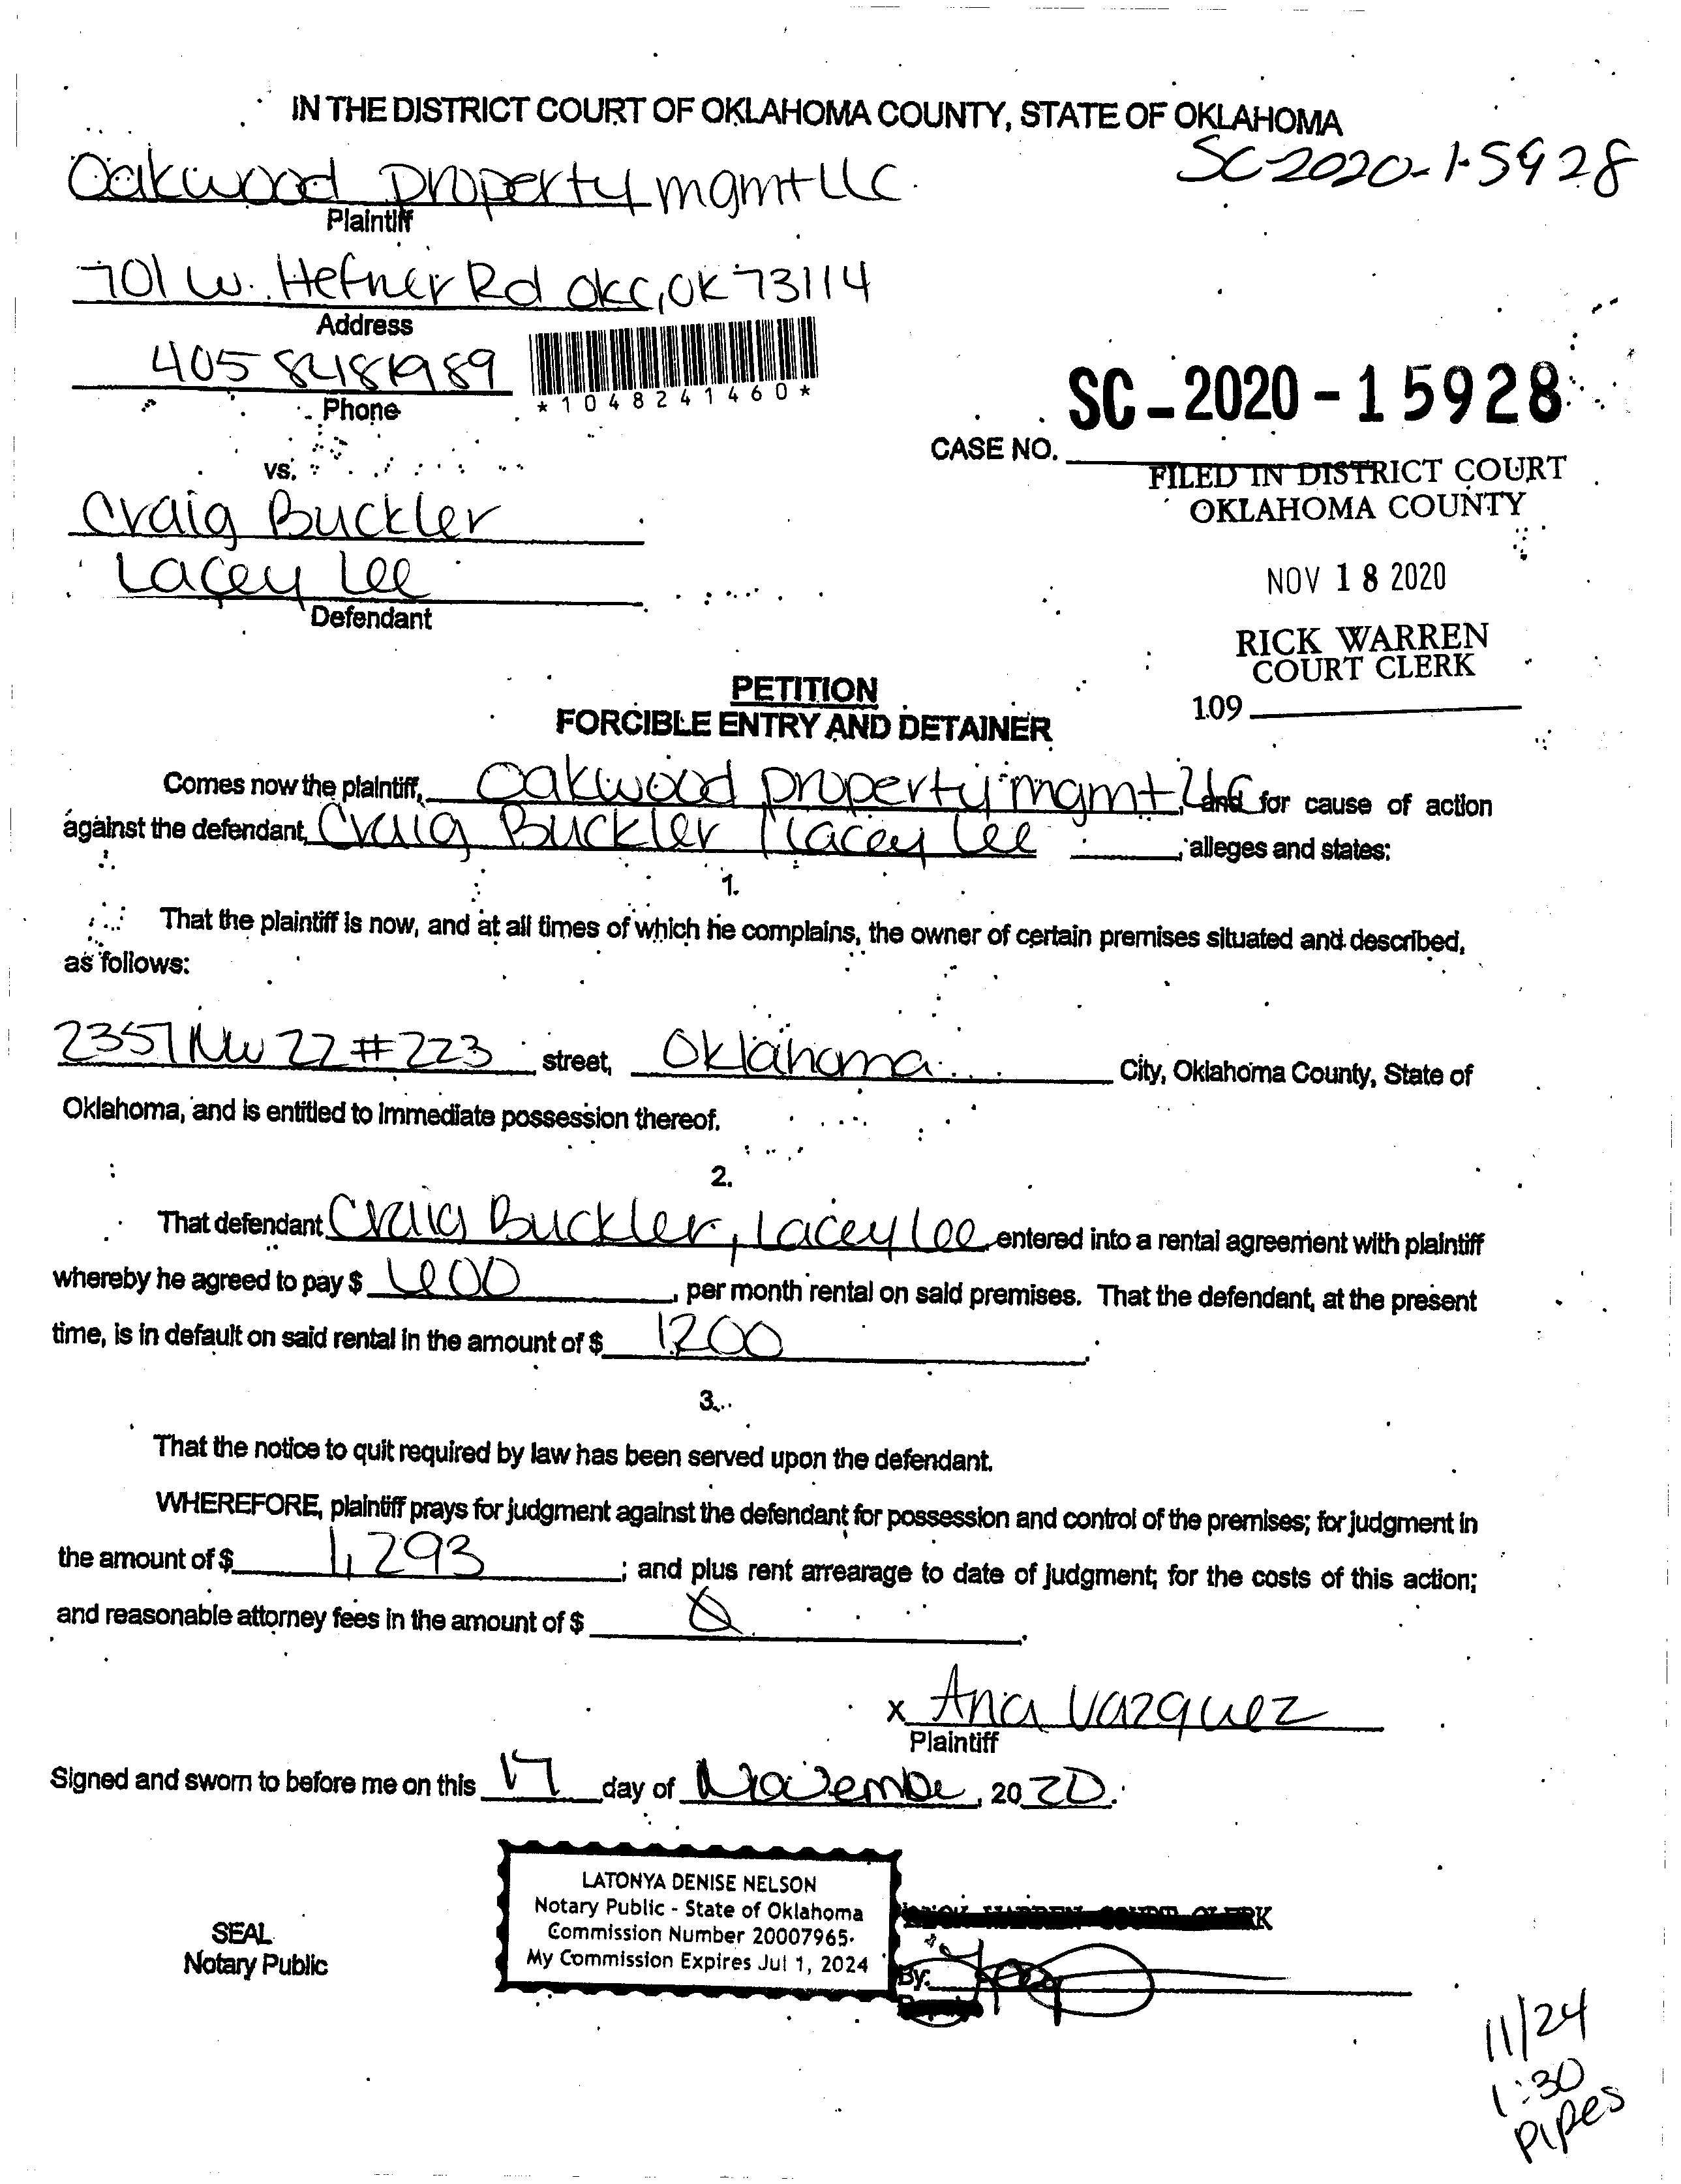 IN THE DISTRICT COURT OF OKLAHOMA COUNTY, STATE OF OKLAHOMA
SC-2020-15928
Oakwood property mgmt LLC
Plaintiff
701 W. Hefner Rd OKC, OK 73114
Address
405 8481989
Phone
*1048241460*
SC-2020-15928
CASE NO.
FILED IN DISTRICT COURT
OKLAHOMA COUNTY
vs.
Craig Buckler
Lacey Lee
Defendant
NOV 18 2020
RICK WARREN
COURT CLERK
109
PETITION
FORCIBLE ENTRY AND DETAINER
Comes now the plaintiff, Oakwood property mgmt, LLC and for cause of action
against the defendant, Craig Buckler / Lacey Lee , alleges and states:
1.
That the plaintiff is now, and at all times of which he complains, the owner of certain premises situated and described,
as follows:
2357 NW 22 #223 street, Oklahoma City, Oklahoma County, State of
Oklahoma, and is entitled to immediate possession thereof.
2.
That defendant Craig Buckler, Lacey Lee entered into a rental agreement with plaintiff
whereby he agreed to pay $ 600 , per month rental on said premises. That the defendant, at the present
time, is in default on said rental in the amount of $ 1200 .
3.
That the notice to quit required by law has been served upon the defendant.
WHEREFORE, plaintiff prays for judgment against the defendant for possession and control of the premises; for judgment in
the amount of $ 1,293 ; and plus rent arrearage to date of judgment; for the costs of this action;
and reasonable attorney fees in the amount of $ 0 .
x Ana Vazquez
Plaintiff
Signed and sworn to before me on this 17 day of Novembe, 2020.
LATONYA DENISE NELSON
Notary Public - State of Oklahoma
Commission Number 20007965
My Commission Expires Jul 1, 2024
SEAL
Notary Public
RICK WARREN COURT CLERK
By:
11/24
1:30
Pipes